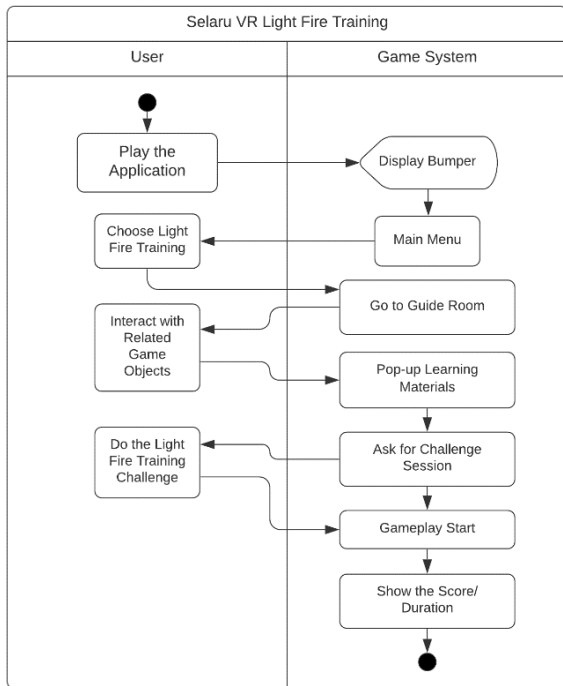 Selaru VR Light Fire Training
User
Game System
Play the
Application
Display Bumper
Choose Light
Fire Training
Main Menu
Go to Guide Room
Interact with
Related
Game
Objects
Pop-up Learning
Materials
Do the Light
Fire Training
Challenge
Ask for Challenge
Session
Gameplay Start
Show the Score/
Duration